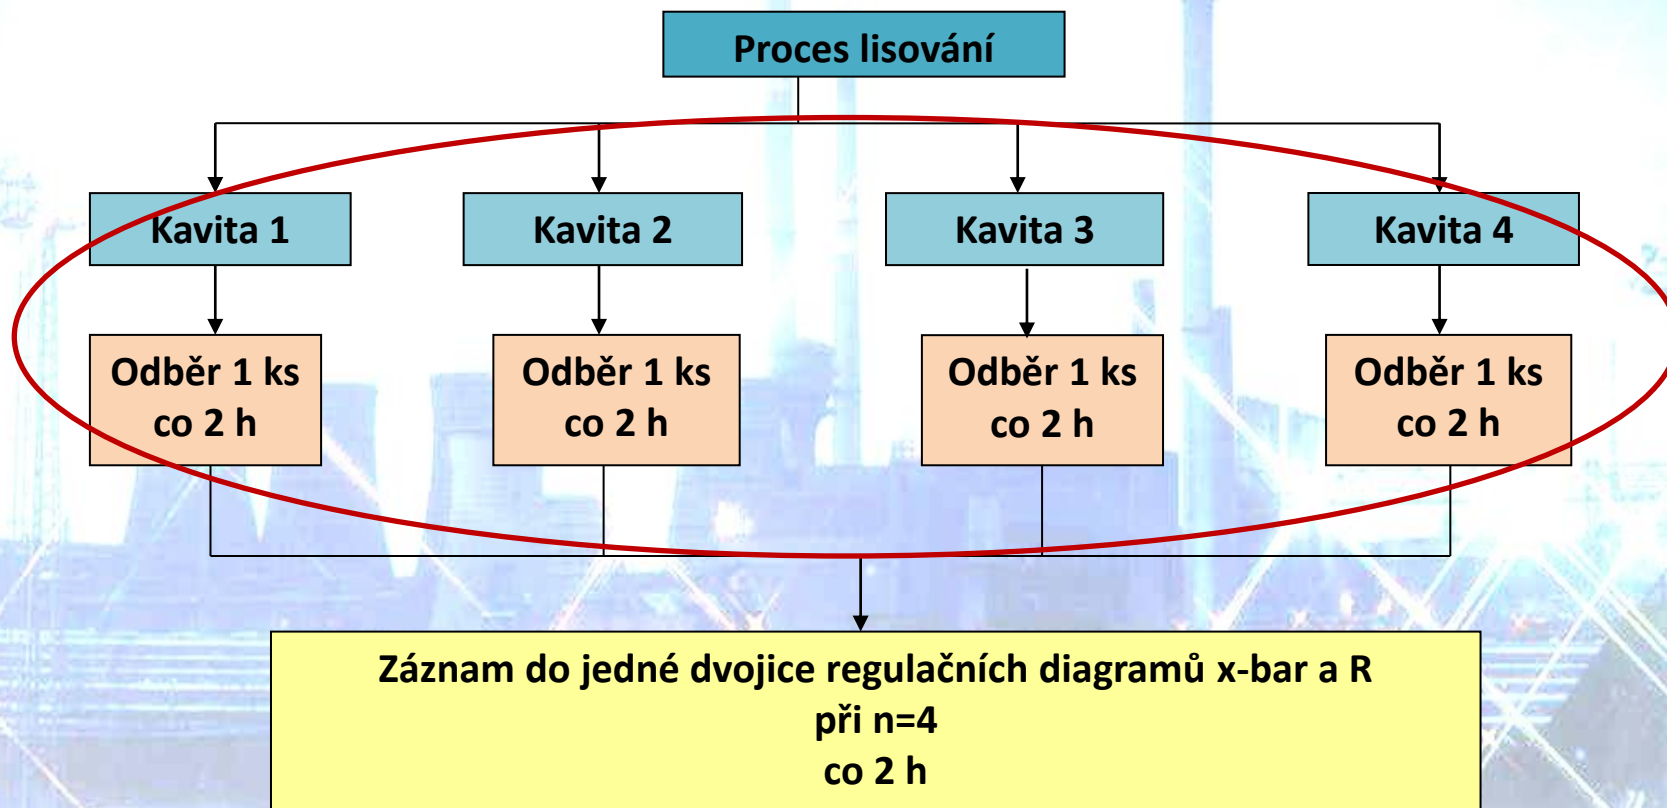 Proces lisování
Kavita 1
Kavita 2
Kavita 3
Kavita 4
Odběr 1 ks
co 2 h
Odběr 1 ks
co 2 h
Odběr 1 ks
co 2 h
Odběr 1 ks
co 2 h
Záznam do jedné dvojice regulačních diagramů x-bar a R
při n=4
co 2 h